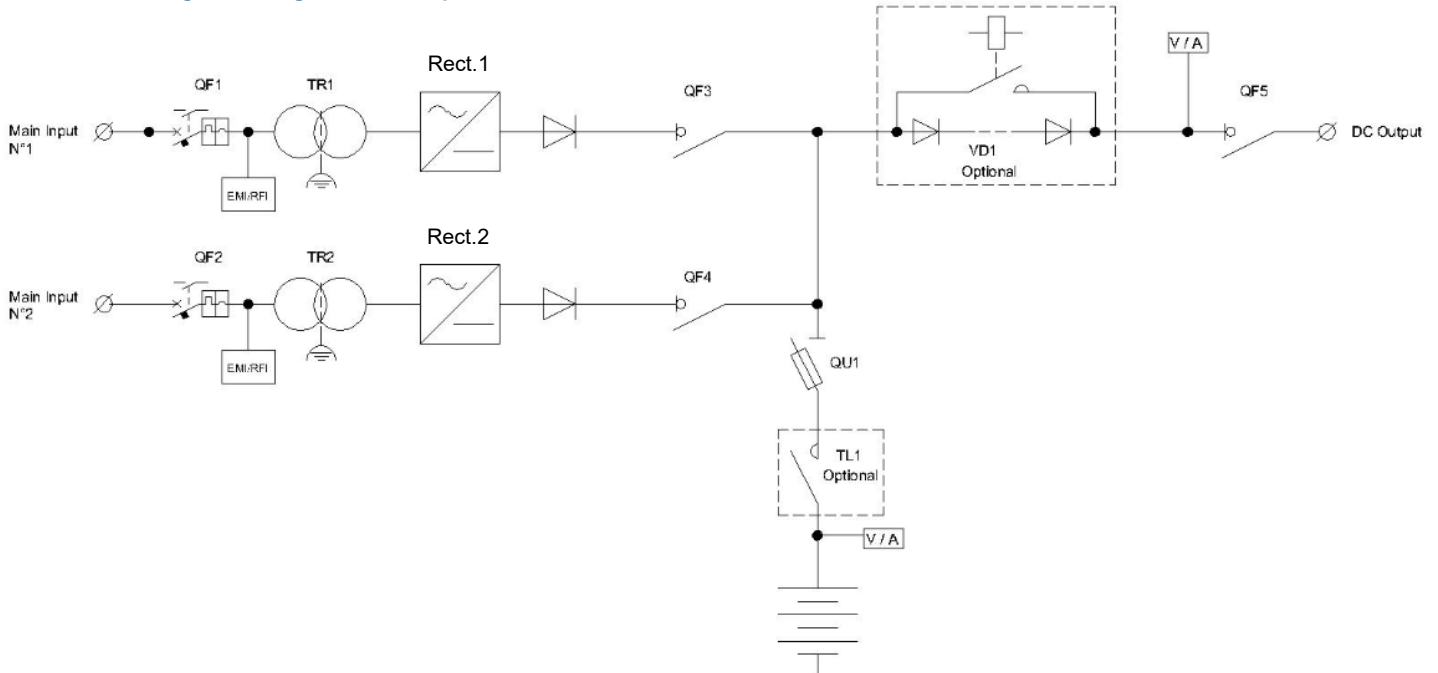 Rect.1
QF1
TR1
QF3
V / A
QF5
Main Input
N°1
DC Output
VD1
Optional
EMI/RFI
Rect.2
QF2
TR2
QF4
Main Input
N°2
EMI/RFI
QU1
TL1
Optional
V / A